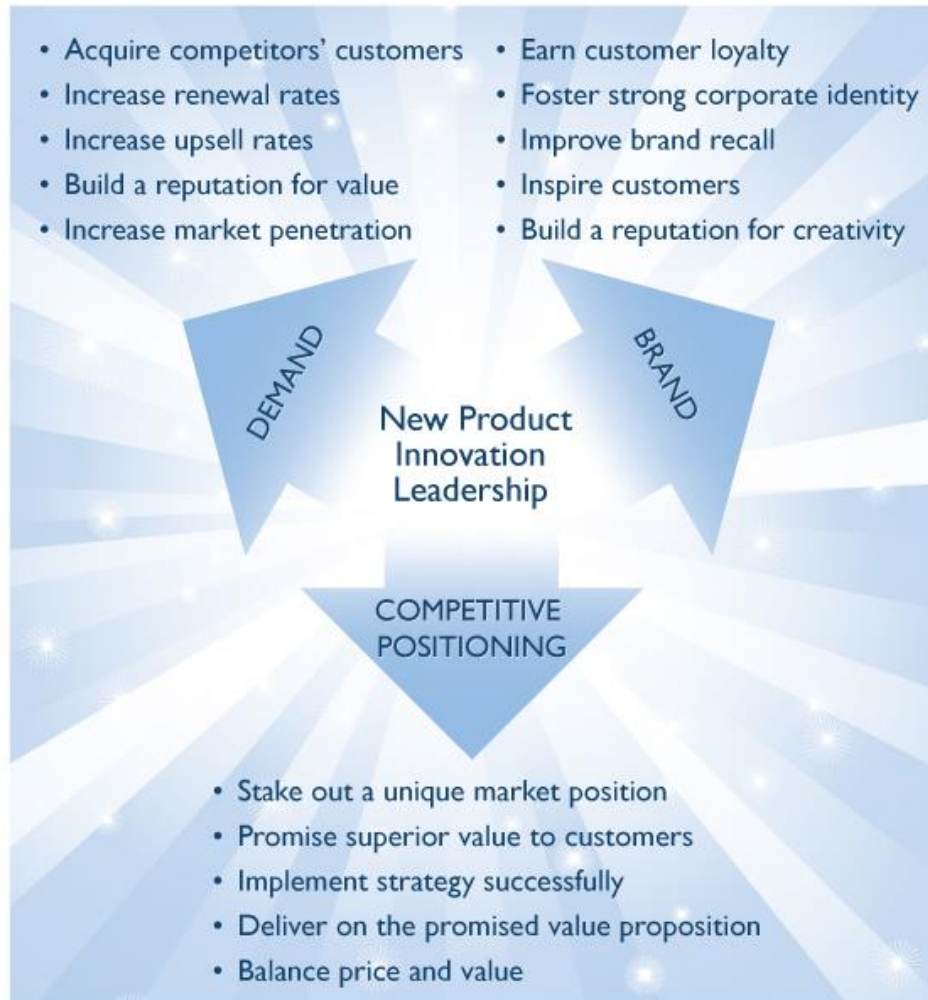 • Acquire competitors’ customers
• Increase renewal rates
• Increase upsell rates
• Build a reputation for value
• Increase market penetration
• Earn customer loyalty
• Foster strong corporate identity
• Improve brand recall
• Inspire customers
• Build a reputation for creativity
DEMAND
BRAND
New Product
Innovation
Leadership
COMPETITIVE
POSITIONING
• Stake out a unique market position
• Promise superior value to customers
• Implement strategy successfully
• Deliver on the promised value proposition
• Balance price and value